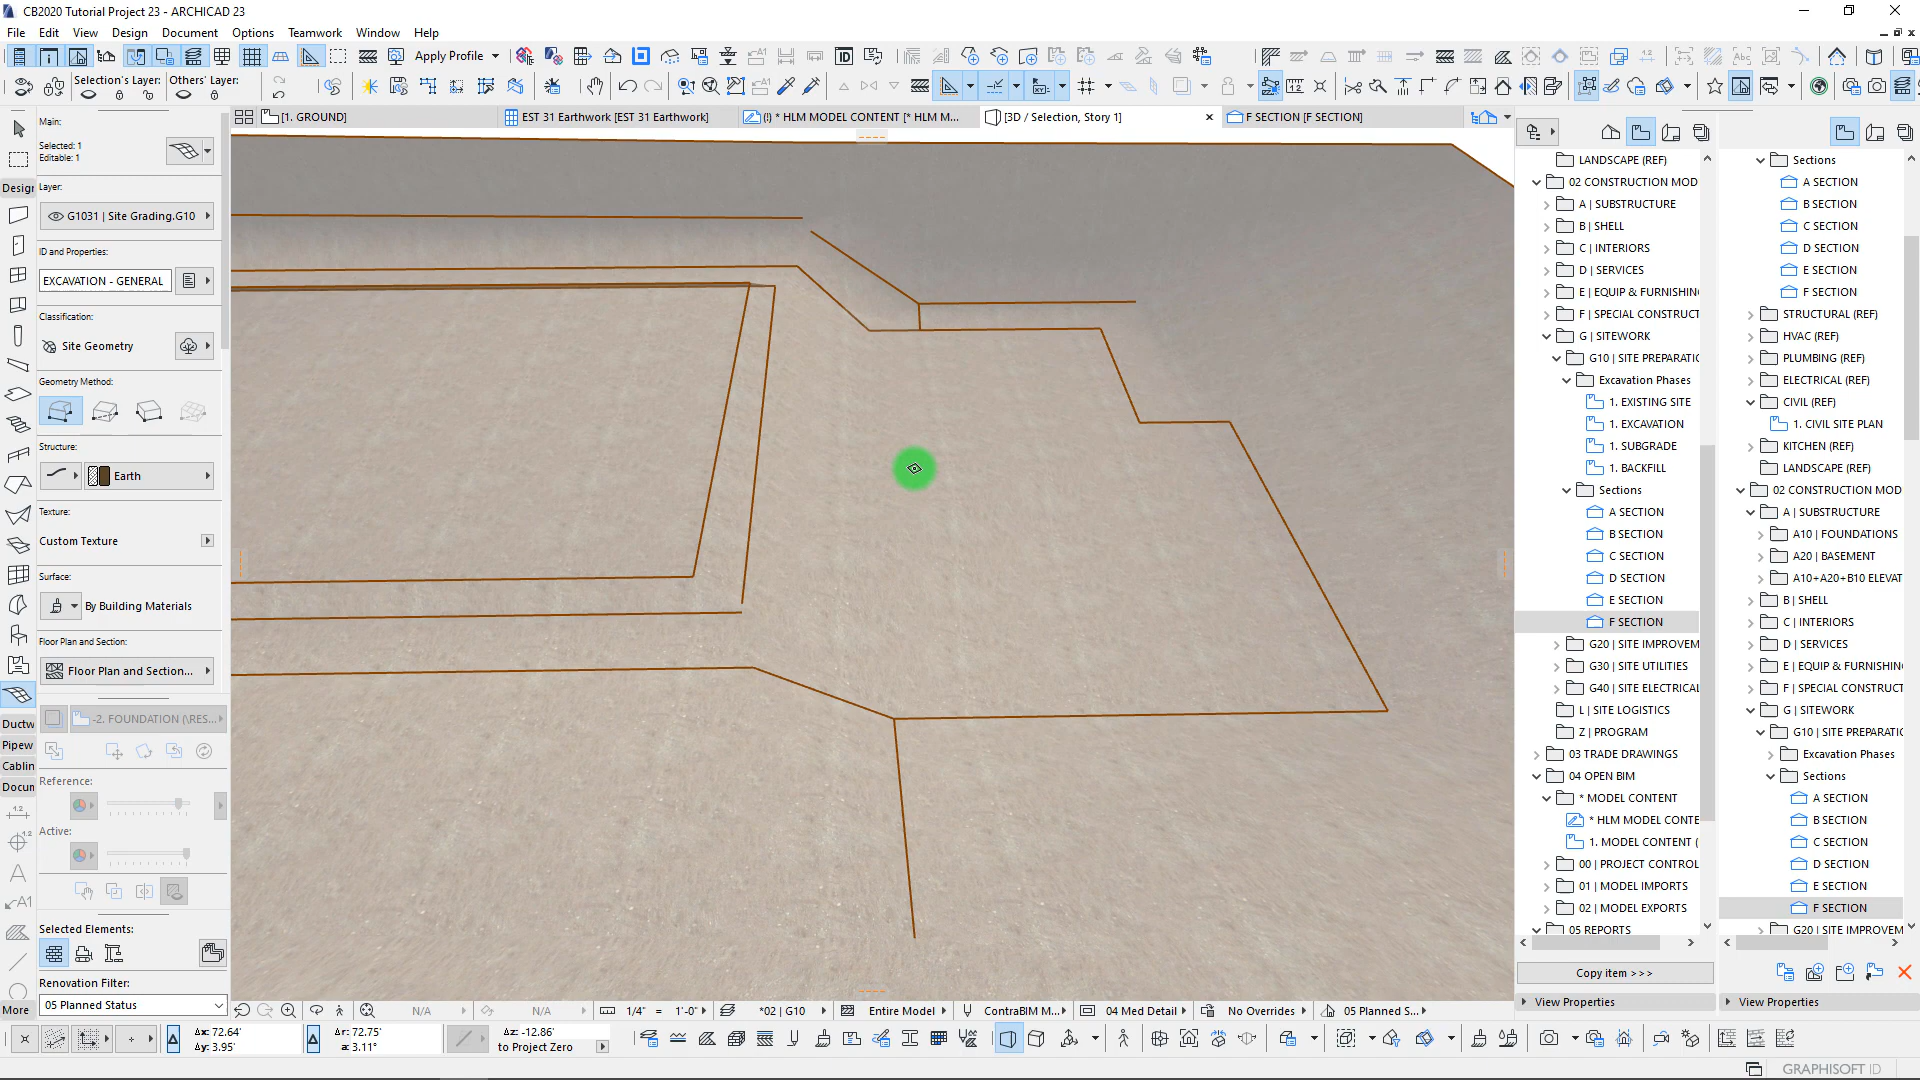 CB2020 Tutorial Project 23 - ARCHICAD 23
File Edit View Design Document Options Teamwork Window Help
Apply Profile
Selection's Layer: Others' Layer:
[1. GROUND]
EST 31 Earthwork [EST 31 Earthwork]
(!) * HLM MODEL CONTENT [* HLM M...
[3D / Selection, Story 1]
F SECTION [F SECTION]
Main:
Selected: 1
Editable: 1
Design
Layer:
G1031 | Site Grading.G10
ID and Properties:
EXCAVATION - GENERAL
Classification:
Site Geometry
Geometry Method:
Structure:
Earth
Texture:
Custom Texture
Surface:
By Building Materials
Floor Plan and Section:
Floor Plan and Section...
-2. FOUNDATION (\RES...
Ductw
Pipew
Cablin
Docum
Reference:
Active:
Selected Elements:
Renovation Filter:
05 Planned Status
More
LANDSCAPE (REF)
02 CONSTRUCTION MOD
A | SUBSTRUCTURE
B | SHELL
C | INTERIORS
D | SERVICES
E | EQUIP & FURNISHIN
F | SPECIAL CONSTRUCT
G | SITEWORK
G10 | SITE PREPARATIC
Excavation Phases
1. EXISTING SITE
1. EXCAVATION
1. SUBGRADE
1. BACKFILL
Sections
A SECTION
B SECTION
C SECTION
D SECTION
E SECTION
F SECTION
G20 | SITE IMPROVEM
G30 | SITE UTILITIES
G40 | SITE ELECTRICAL
L | SITE LOGISTICS
Z | PROGRAM
03 TRADE DRAWINGS
04 OPEN BIM
* MODEL CONTENT
* HLM MODEL CONTE
1. MODEL CONTENT (
00 | PROJECT CONTROL
01 | MODEL IMPORTS
02 | MODEL EXPORTS
05 REPORTS
Copy item >>>
View Properties
Sections
A SECTION
B SECTION
C SECTION
D SECTION
E SECTION
F SECTION
STRUCTURAL (REF)
HVAC (REF)
PLUMBING (REF)
ELECTRICAL (REF)
CIVIL (REF)
1. CIVIL SITE PLAN
KITCHEN (REF)
LANDSCAPE (REF)
02 CONSTRUCTION MOD
A | SUBSTRUCTURE
A10 | FOUNDATIONS
A20 | BASEMENT
A10+A20+B10 ELEVAT
B | SHELL
C | INTERIORS
D | SERVICES
E | EQUIP & FURNISHIN
F | SPECIAL CONSTRUCT
G | SITEWORK
G10 | SITE PREPARATIC
Excavation Phases
Sections
A SECTION
B SECTION
C SECTION
D SECTION
E SECTION
F SECTION
G20 | SITE IMPROVEM
View Properties
N/A N/A 1/4" = 1'-0" *02 | G10 Entire Model ContraBIM M... 04 Med Detail No Overrides 05 Planned S...
Δx: 72.64' Δr: 72.75' Δz: -12.86'
Δy: 3.95' a: 3.11° to Project Zero
GRAPHISOFT ID